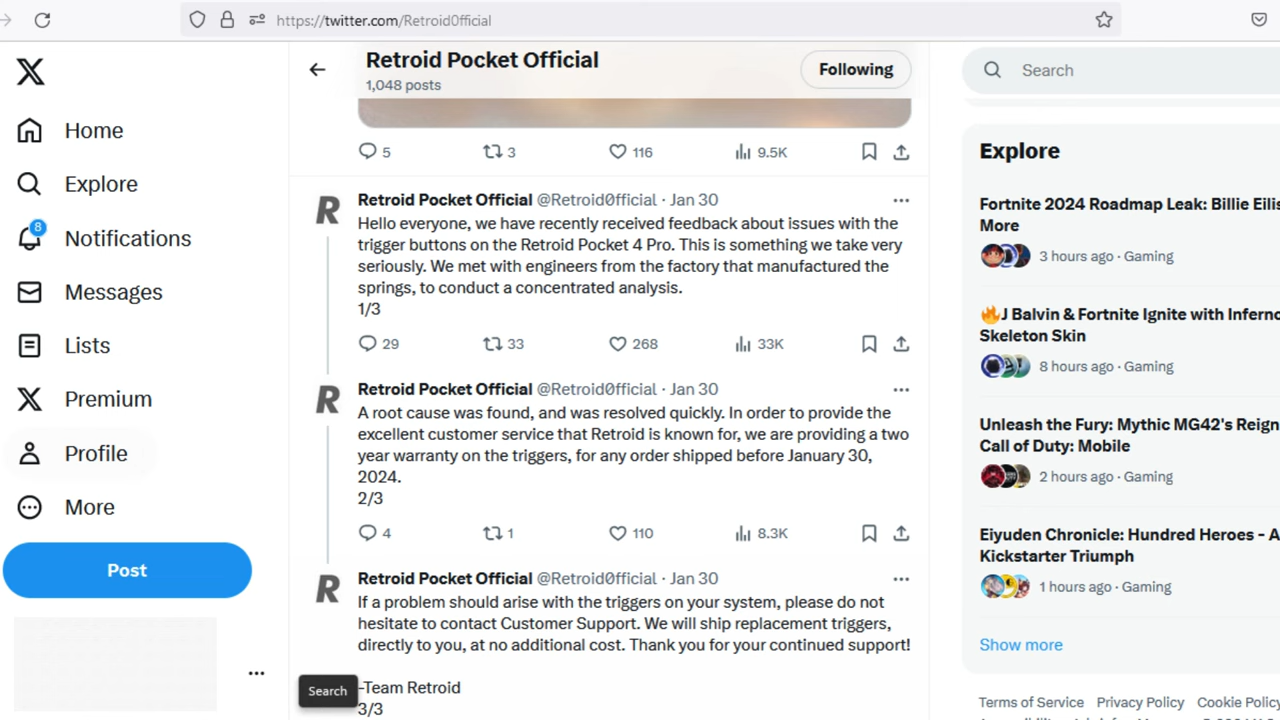 https://twitter.com/Retroid0fficial
Retroid Pocket Official
1,048 posts
Following
Search
Home
Explore
8
Notifications
Messages
Lists
Premium
Profile
More
Post
5 3 116 9.5K
Retroid Pocket Official @Retroid0fficial · Jan 30
Hello everyone, we have recently received feedback about issues with the
trigger buttons on the Retroid Pocket 4 Pro. This is something we take very
seriously. We met with engineers from the factory that manufactured the
springs, to conduct a concentrated analysis.
1/3
29 33 268 33K
Retroid Pocket Official @Retroid0fficial · Jan 30
A root cause was found, and was resolved quickly. In order to provide the
excellent customer service that Retroid is known for, we are providing a two
year warranty on the triggers, for any order shipped before January 30,
2024.
2/3
4 1 110 8.3K
Retroid Pocket Official @Retroid0fficial · Jan 30
If a problem should arise with the triggers on your system, please do not
hesitate to contact Customer Support. We will ship replacement triggers,
directly to you, at no additional cost. Thank you for your continued support!
-Team Retroid
3/3
Search
Explore
Fortnite 2024 Roadmap Leak: Billie Eilis
More
3 hours ago · Gaming
🔥J Balvin & Fortnite Ignite with Inferno
Skeleton Skin
8 hours ago · Gaming
Unleash the Fury: Mythic MG42's Reign
Call of Duty: Mobile
2 hours ago · Gaming
Eiyuden Chronicle: Hundred Heroes - A
Kickstarter Triumph
1 hours ago · Gaming
Show more
Terms of Service Privacy Policy Cookie Policy